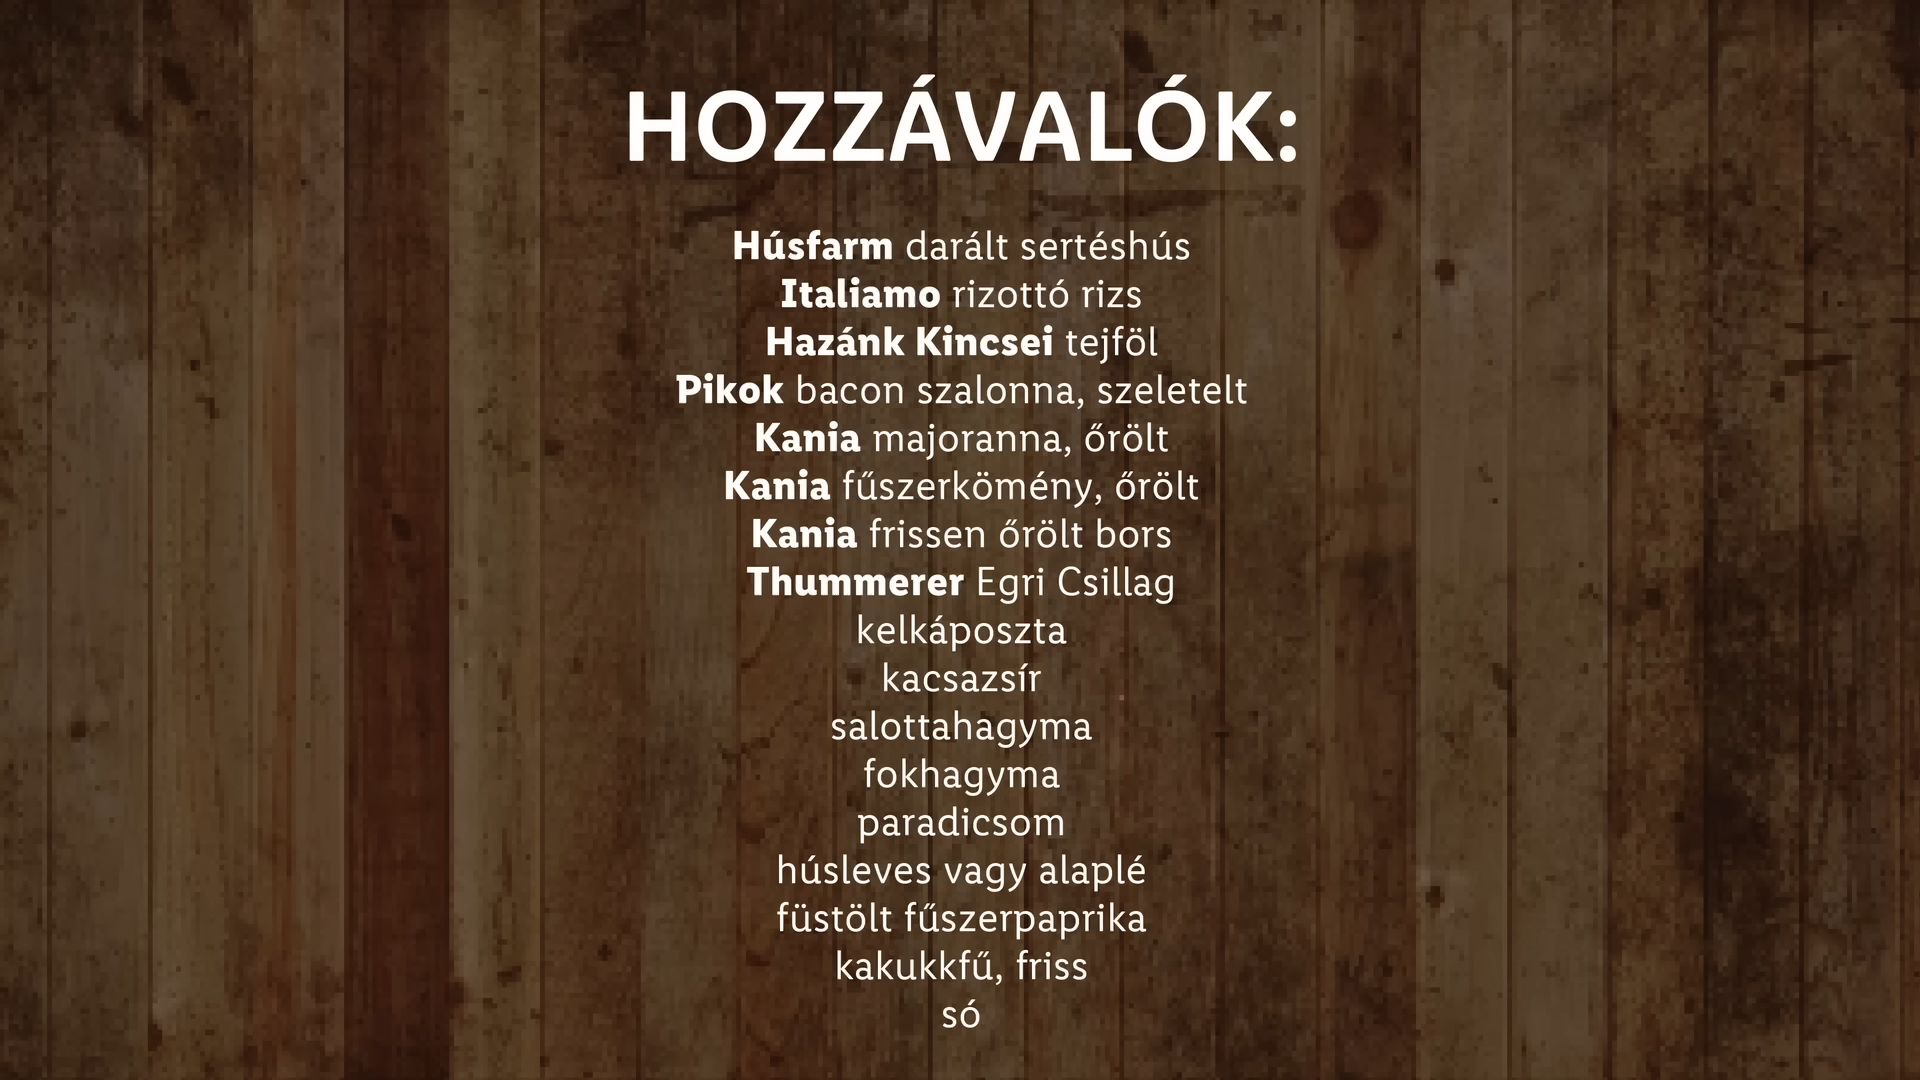 HOZZÁVALÓK:
Húsfarm darált sertéshús
Italiamo rizottó rizs
Hazánk Kincsei tejföl
Pikok bacon szalonna, szeletelt
Kania majoranna, őrölt
Kania fűszerkömény, őrölt
Kania frissen őrölt bors
Thummerer Egri Csillag
kelkáposzta
kacsazsír
salottahagyma
fokhagyma
paradicsom
húsleves vagy alaplé
füstölt fűszerpaprika
kakukkfű, friss
só